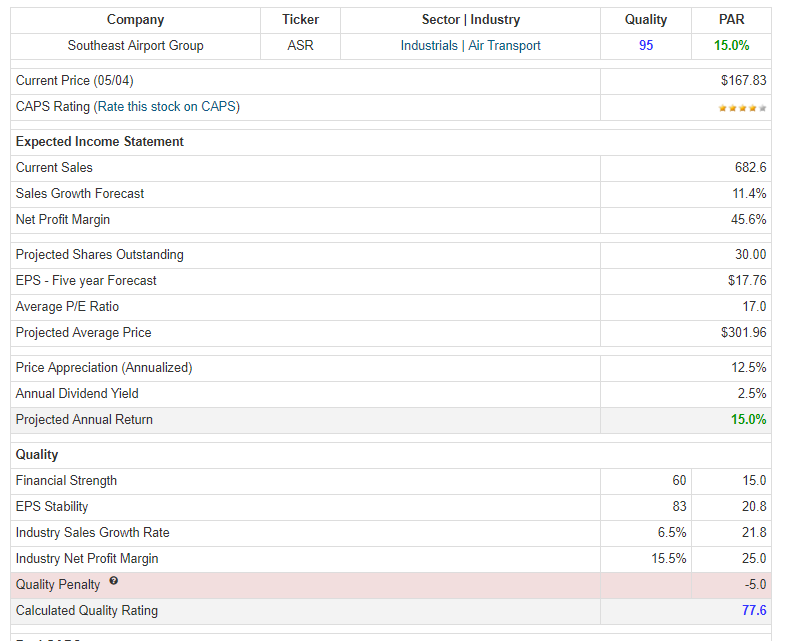 Company Ticker Sector | Industry Quality PAR
Southeast Airport Group ASR Industrials | Air Transport 95 15.0%
Current Price (05/04) $167.83
CAPS Rating (Rate this stock on CAPS)
Expected Income Statement
Current Sales 682.6
Sales Growth Forecast 11.4%
Net Profit Margin 45.6%
Projected Shares Outstanding 30.00
EPS - Five year Forecast $17.76
Average P/E Ratio 17.0
Projected Average Price $301.96
Price Appreciation (Annualized) 12.5%
Annual Dividend Yield 2.5%
Projected Annual Return 15.0%
Quality
Financial Strength 60 15.0
EPS Stability 83 20.8
Industry Sales Growth Rate 6.5% 21.8
Industry Net Profit Margin 15.5% 25.0
Quality Penalty ? -5.0
Calculated Quality Rating 77.6